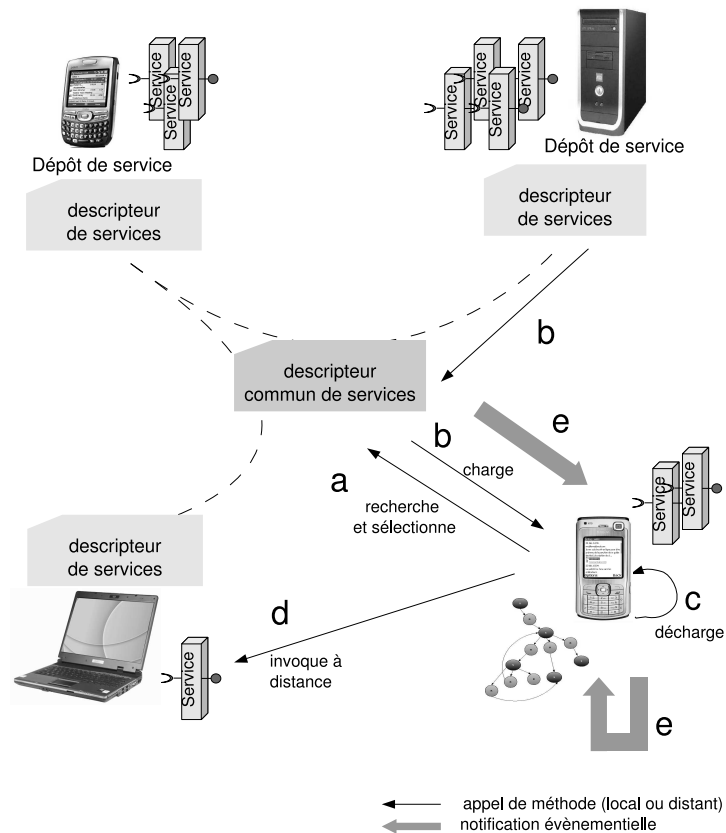 Service
Service
Service
Dépôt de service
descripteur
de services
Service
Service
Service
Service
Dépôt de service
descripteur
de services
b
descripteur
commun de services
e
b
charge
a
recherche
et sélectionne
Service
Service
c
décharge
descripteur
de services
d
invoque à
distance
Service
e
appel de méthode (local ou distant)
notification évènementielle